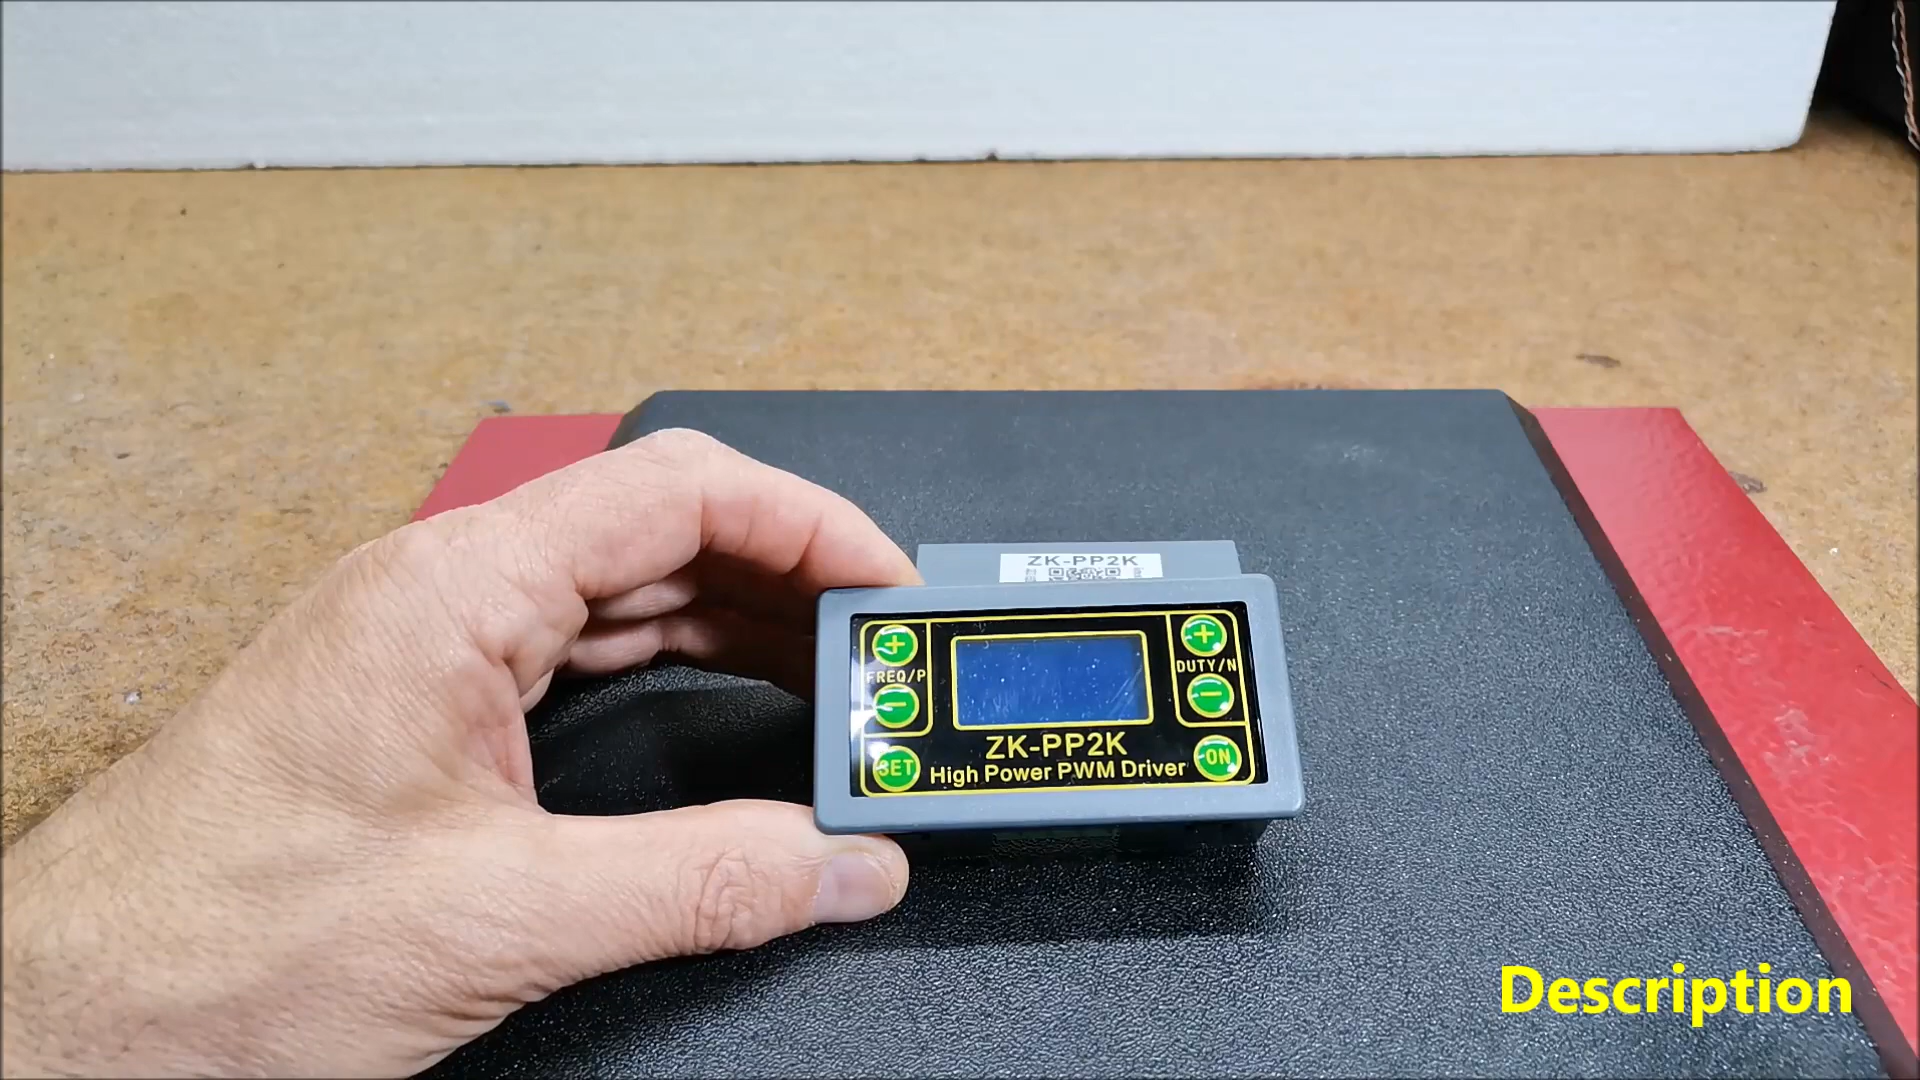 ZK-PP2K
+
+
FREQ/P
DUTY/N
−
−
ZK-PP2K
SET
High Power PWM Driver
ON
Description